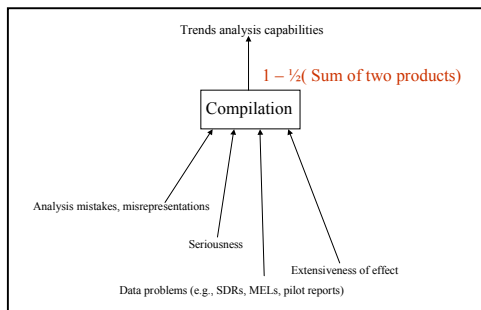 Trends analysis capabilities
1 – ½( Sum of two products)
Compilation
Analysis mistakes, misrepresentations
Seriousness
Extensiveness of effect
Data problems (e.g., SDRs, MELs, pilot reports)